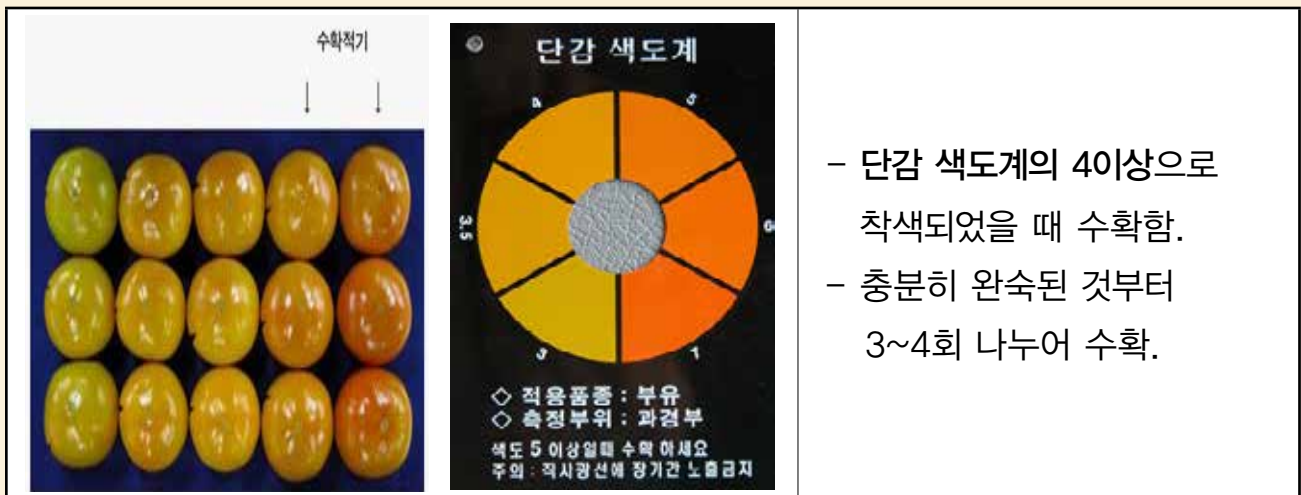 수확적기
단감 색도계
4
5
3.5
6
3
7
◇ 적용품종 : 부유
◇ 측정부위 : 과경부
색도 5 이상일때 수확 하세요
주의 : 직시광선에 장기간 노출금지
- 단감 색도계의 4이상으로
착색되었을 때 수확함.
- 충분히 완숙된 것부터
3~4회 나누어 수확.